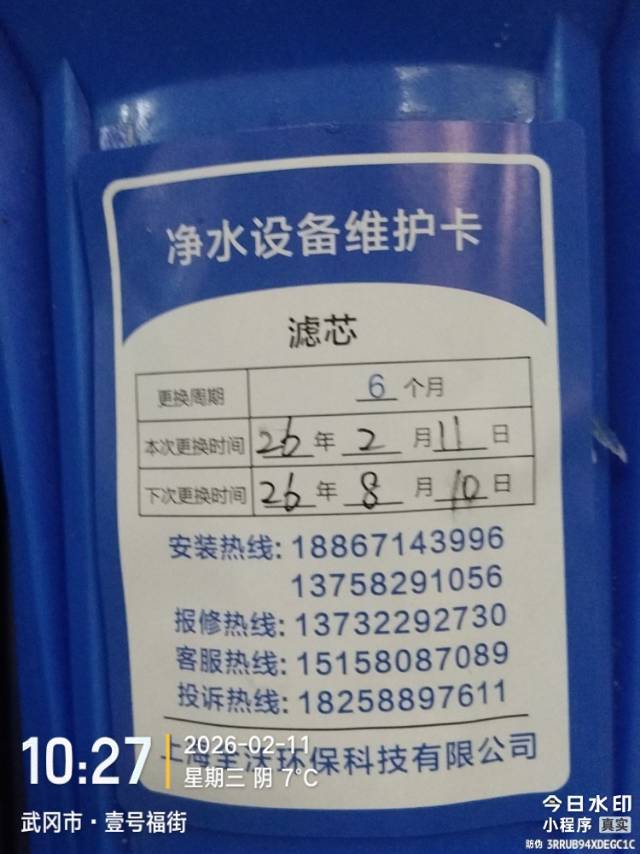 净水设备维护卡
滤芯
更换周期 6 个月
本次更换时间 26 年 2 月 11 日
下次更换时间 26 年 8 月 10 日
安装热线: 18867143996
13758291056
报修热线: 13732292730
客服热线: 15158087089
投诉热线: 18258897611
上海 沃环保科技有限公司
10:27
2026-02-11
星期三 阴 7°C
武冈市·壹号福街
今日水印
小程序 真实
防伪 3RRUB94XDEGC1C